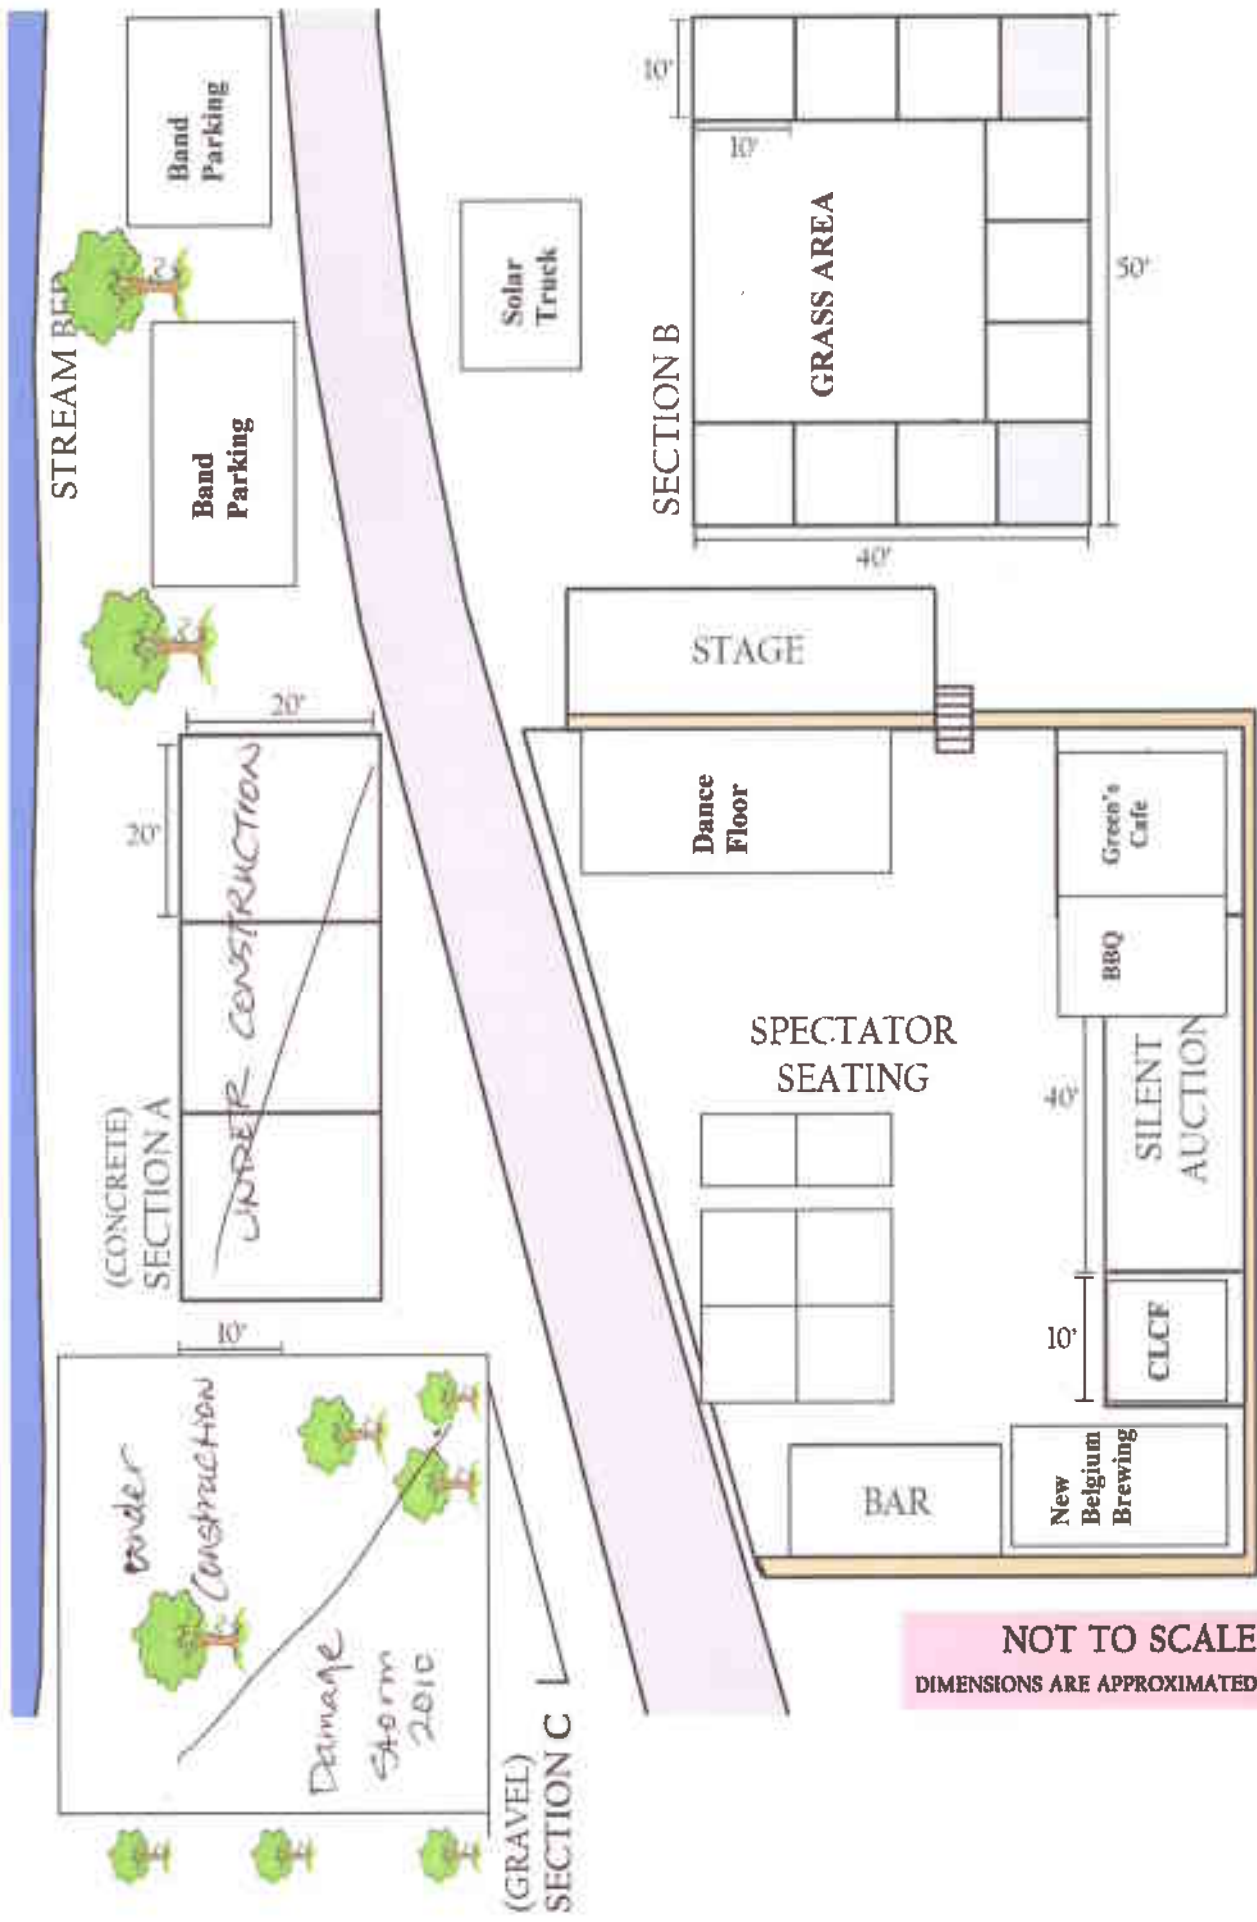 STREAM BED
Band
Parking
Band
Parking
Solar
Truck
10'
10'
GRASS AREA
50'
SECTION B
40'
20'
20'
UNDER CONSTRUCTION
(CONCRETE)
SECTION A
STAGE
Dance
Floor
Green's
Cafe
BBQ
SPECTATOR
SEATING
40'
SILENT
AUCTION
10'
CLCF
BAR
New
Belgium
Brewing
10'
under
Construction
Damage
Storm
2010
(GRAVEL)
SECTION C
NOT TO SCALE
DIMENSIONS ARE APPROXIMATED